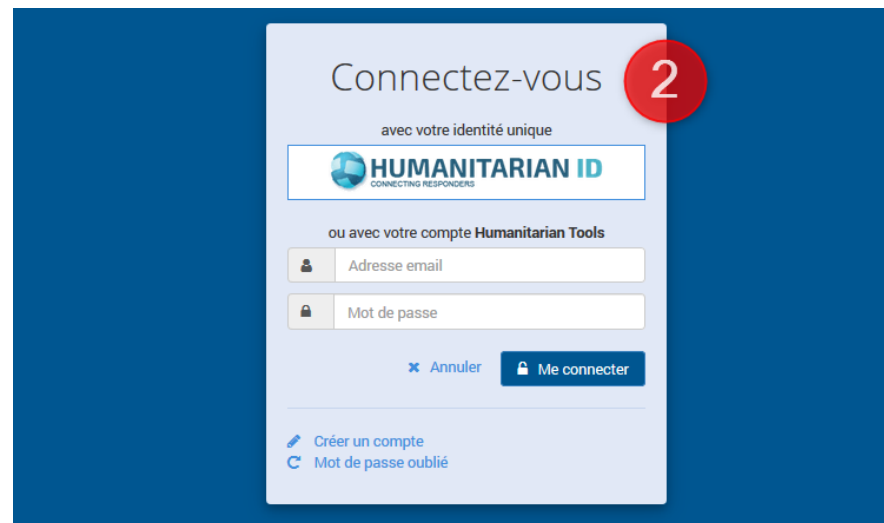 Connectez-vous
2
avec votre identité unique
HUMANITARIAN ID
CONNECTING RESPONDERS
ou avec votre compte Humanitarian Tools
Adresse email
Mot de passe
Annuler
Me connecter
Créer un compte
Mot de passe oublié